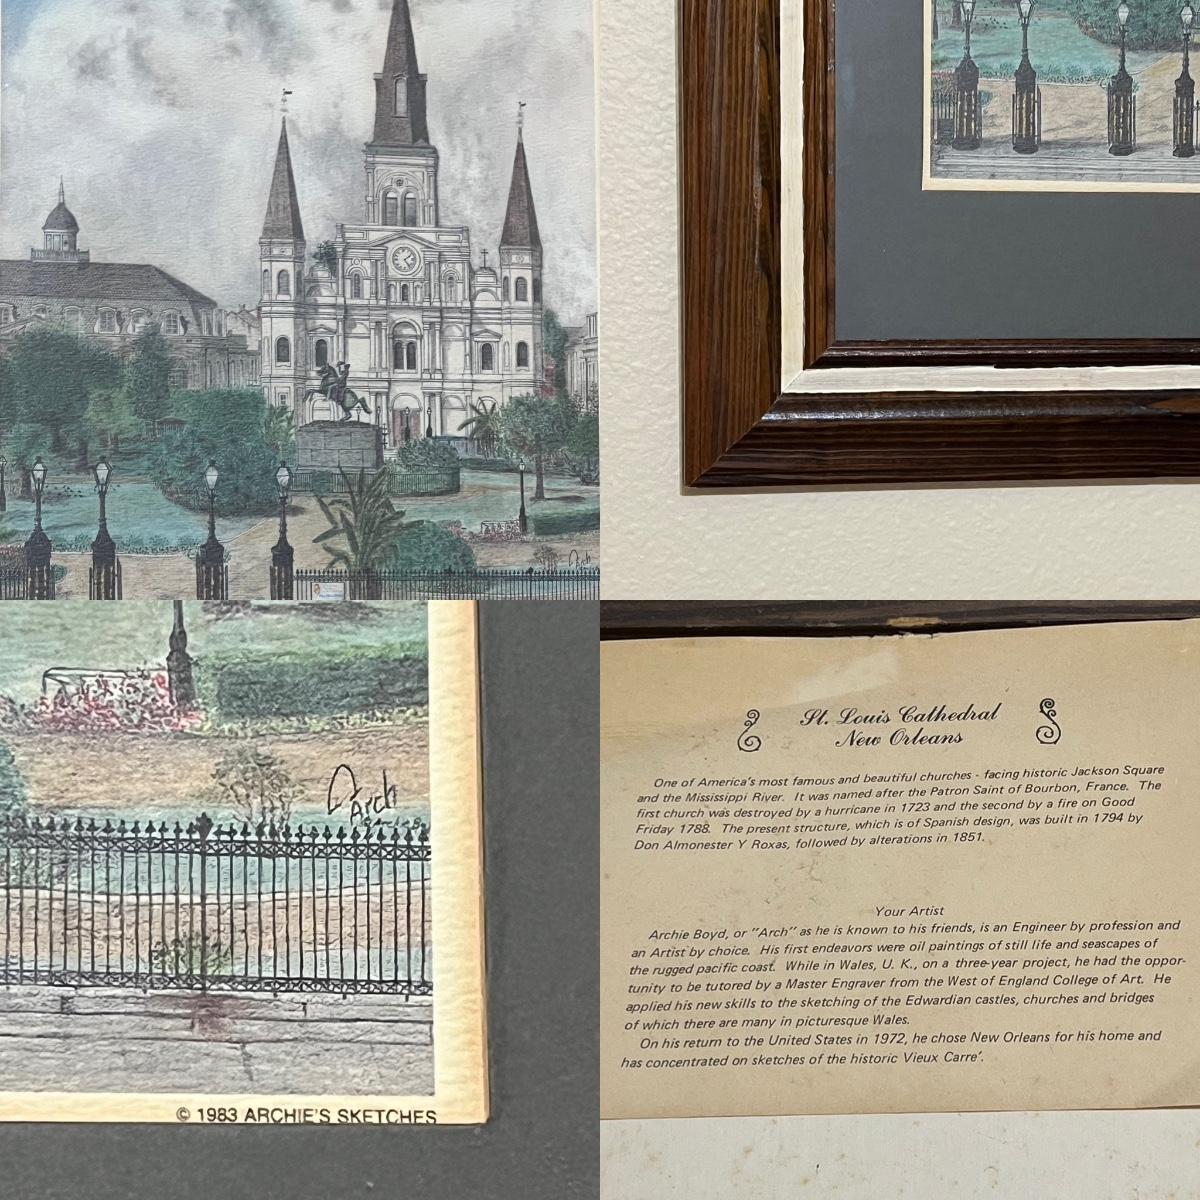 Arch
Arch
© 1983 ARCHIE'S SKETCHES
St. Louis Cathedral
New Orleans
One of America's most famous and beautiful churches - facing historic Jackson Square
and the Mississippi River. It was named after the Patron Saint of Bourbon, France. The
first church was destroyed by a hurricane in 1723 and the second by a fire on Good
Friday 1788. The present structure, which is of Spanish design, was built in 1794 by
Don Almonester Y Roxas, followed by alterations in 1851.
Your Artist
Archie Boyd, or "Arch" as he is known to his friends, is an Engineer by profession and
an Artist by choice. His first endeavors were oil paintings of still life and seascapes of
the rugged pacific coast. While in Wales, U. K., on a three-year project, he had the oppor-
tunity to be tutored by a Master Engraver from the West of England College of Art. He
applied his new skills to the sketching of the Edwardian castles, churches and bridges
of which there are many in picturesque Wales.
On his return to the United States in 1972, he chose New Orleans for his home and
has concentrated on sketches of the historic Vieux Carre'.